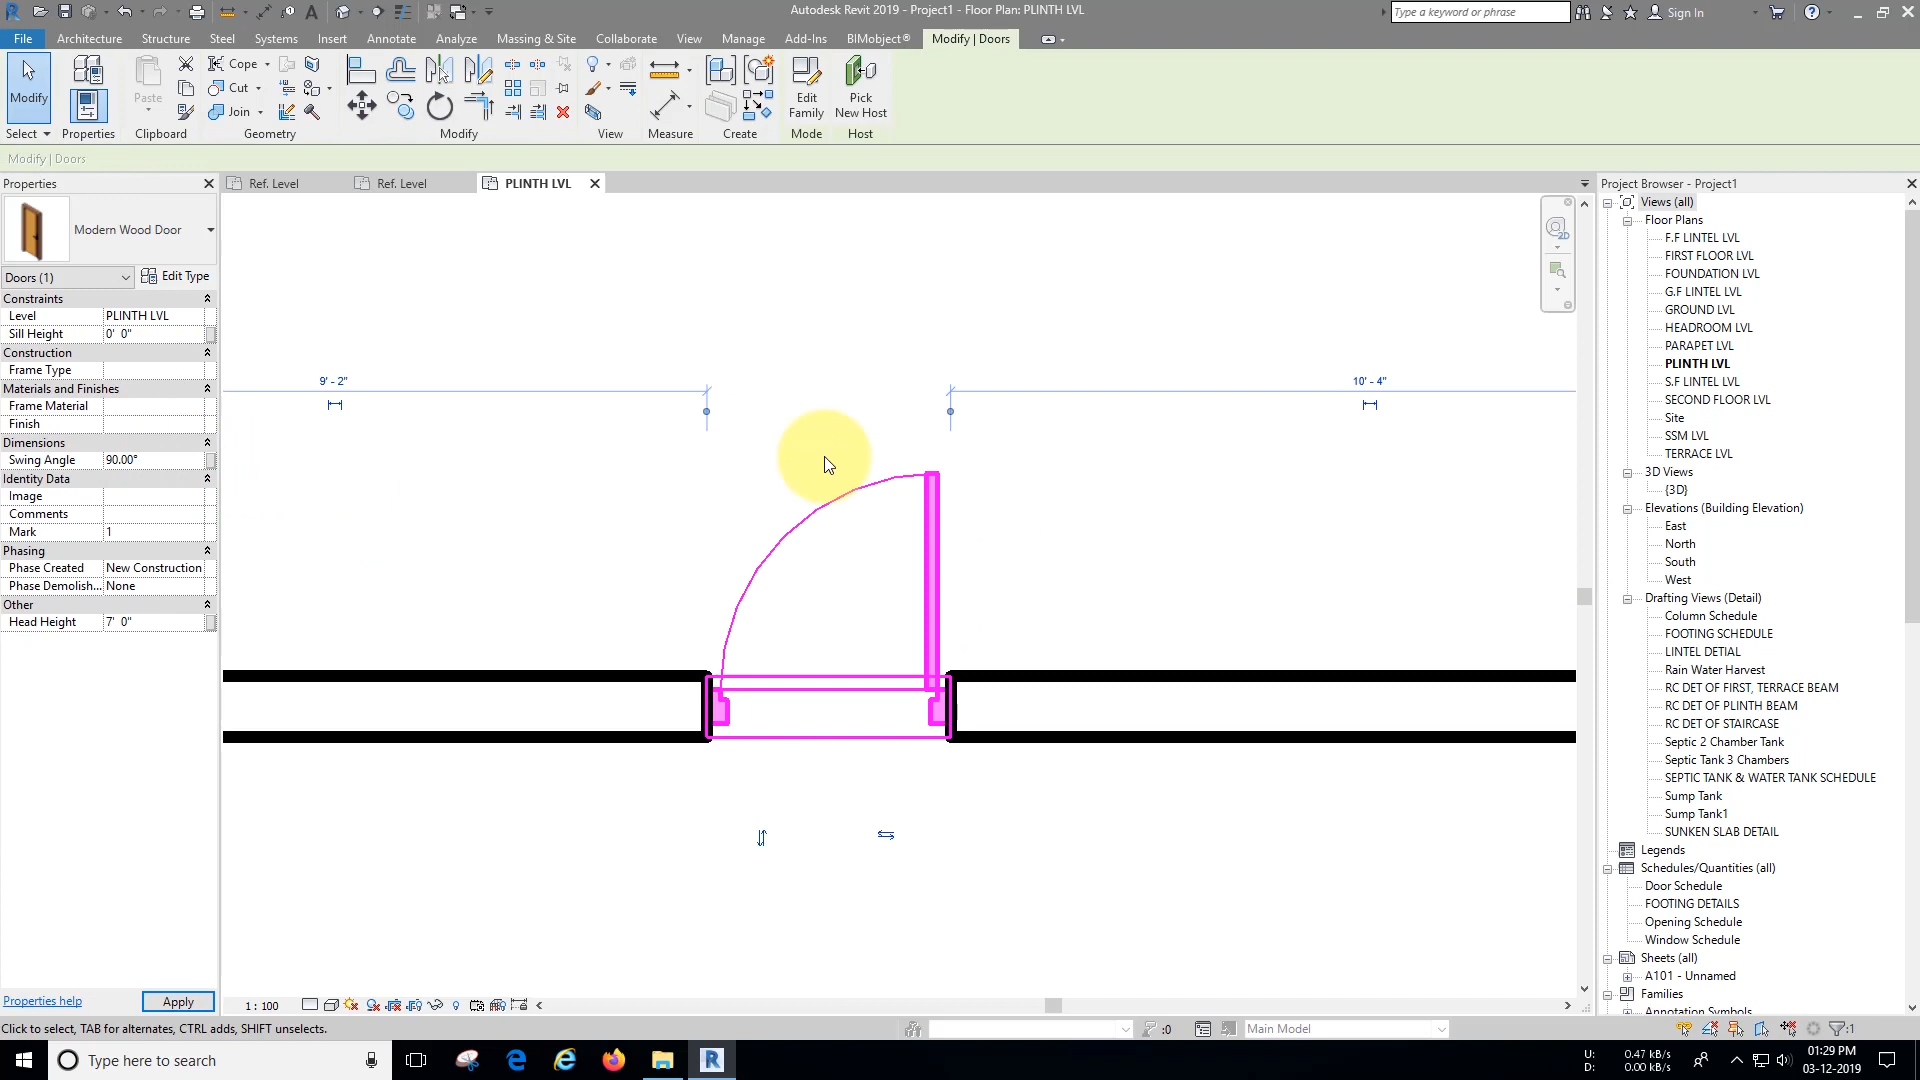 Autodesk Revit 2019 - Project1 - Floor Plan: PLINTH LVL
Type a keyword or phrase
Sign In
File Architecture Structure Steel Systems Insert Annotate Analyze Massing & Site Collaborate View Manage Add-Ins BIMobject® Modify | Doors
Modify
Paste
Cope
Cut
Join
Edit Family
Pick New Host
Select Properties Clipboard Geometry Modify View Measure Create Mode Host
Modify | Doors
Properties
Ref. Level
Ref. Level
PLINTH LVL
Project Browser - Project1
Modern Wood Door
Doors (1)
Edit Type
Constraints
Level PLINTH LVL
Sill Height 0' 0"
Construction
Frame Type
Materials and Finishes
Frame Material
Finish
Dimensions
Swing Angle 90.00°
Identity Data
Image
Comments
Mark 1
Phasing
Phase Created New Construction
Phase Demolish... None
Other
Head Height 7' 0"
Properties help
Apply
2D
9' - 2"
10' - 4"
Views (all)
Floor Plans
F.F LINTEL LVL
FIRST FLOOR LVL
FOUNDATION LVL
G.F LINTEL LVL
GROUND LVL
HEADROOM LVL
PARAPET LVL
PLINTH LVL
S.F LINTEL LVL
SECOND FLOOR LVL
Site
SSM LVL
TERRACE LVL
3D Views
{3D}
Elevations (Building Elevation)
East
North
South
West
Drafting Views (Detail)
Column Schedule
FOOTING SCHEDULE
LINTEL DETIAL
Rain Water Harvest
RC DET OF FIRST, TERRACE BEAM
RC DET OF PLINTH BEAM
RC DET OF STAIRCASE
Septic 2 Chamber Tank
Septic Tank 3 Chambers
SEPTIC TANK & WATER TANK SCHEDULE
Sump Tank
Sump Tank1
SUNKEN SLAB DETAIL
Legends
Schedules/Quantities (all)
Door Schedule
FOOTING DETAILS
Opening Schedule
Window Schedule
Sheets (all)
A101 - Unnamed
Families
Annotation Symbols
1 : 100
Click to select, TAB for alternates, CTRL adds, SHIFT unselects.
:0
Main Model
:1
Type here to search
U: 0.47 kB/s
D: 0.00 kB/s
01:29 PM
03-12-2019